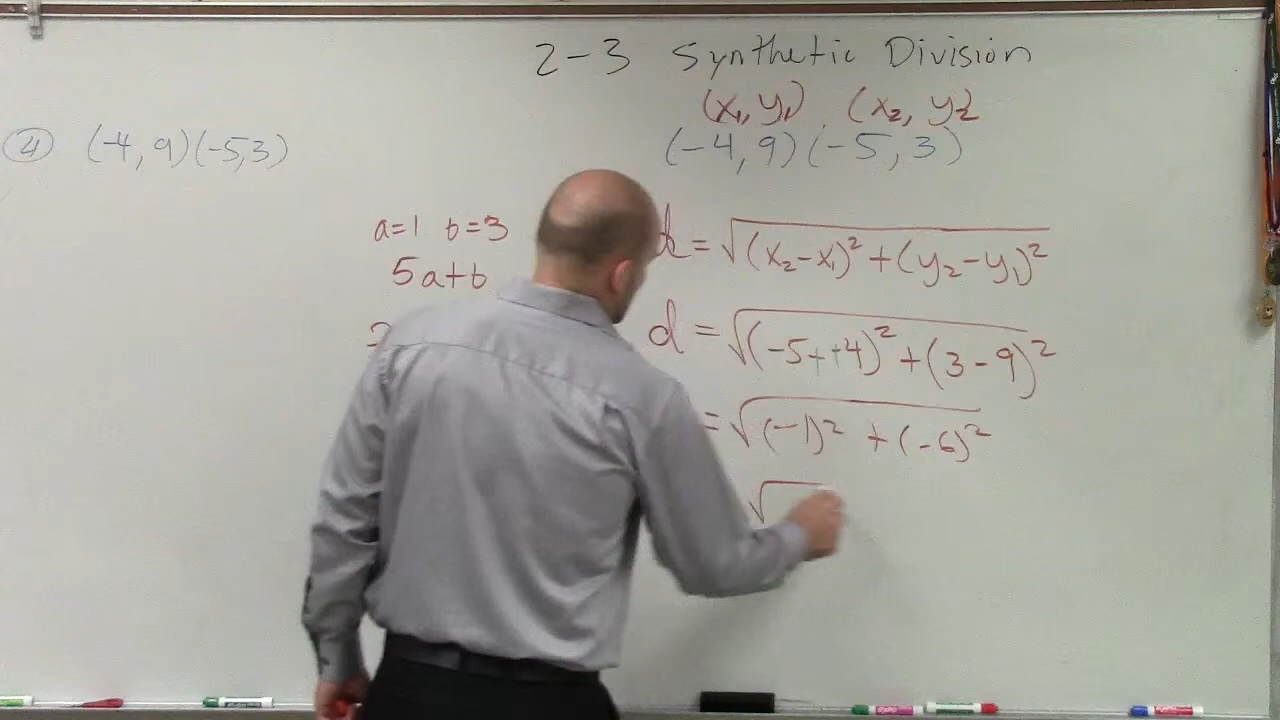 2-3 Synthetic Division
(x₁, y₁) (x₂, y₂
④ (-4, 9)(-5,3)
(-4, 9)(-5, 3)
a=1 b=3
5a+b
d = √(x₂-x₁)² + (y₂-y₁)²
d = √(-5++4)² + (3-9)²
= √(-1)² + (-6)²
√